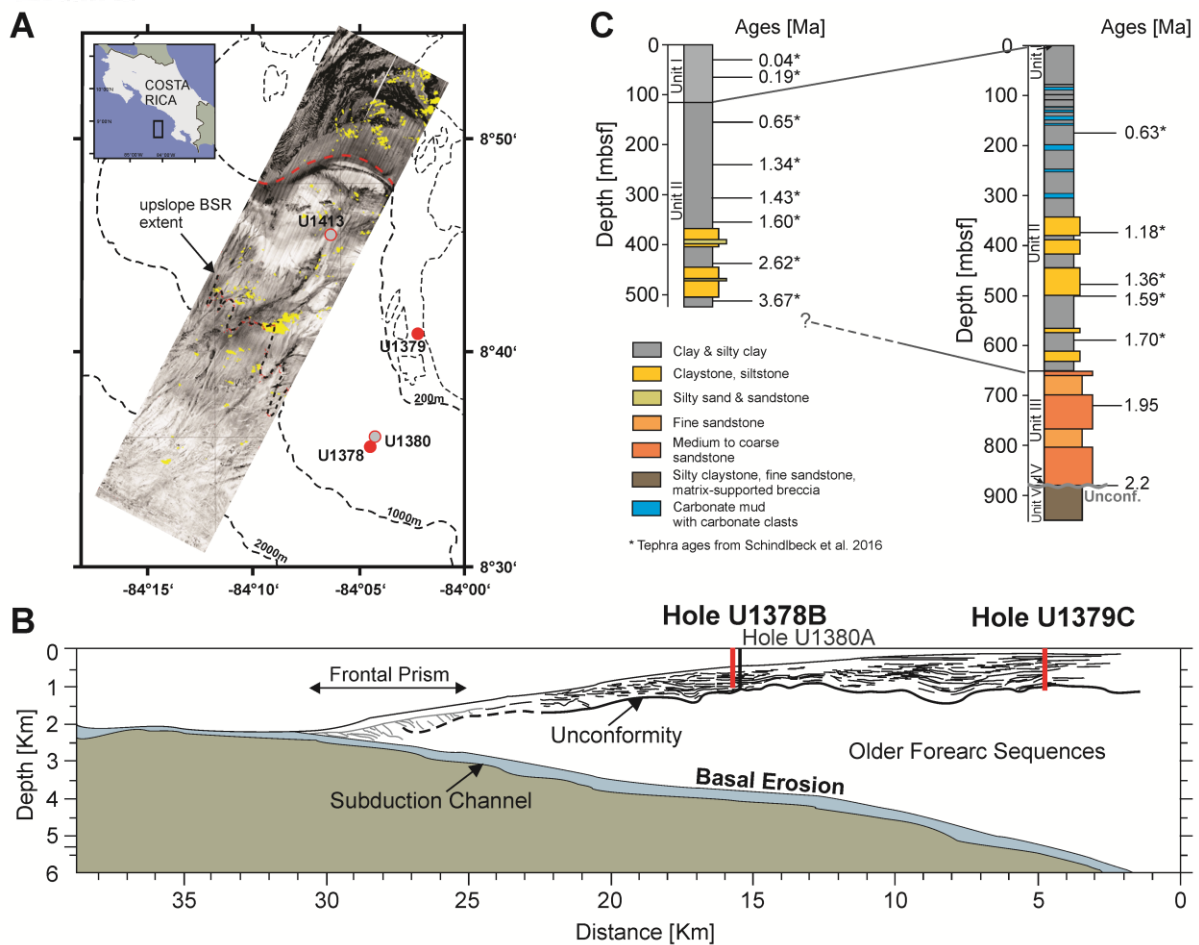 A
COSTA
RICA
8°50'
upslope BSR
extent
U1413
U1379
8°40'
200m
U1380
U1378
1000m
2000m
8°30'
-84°15'
-84°10'
-84°05'
-84°00'
C
Ages [Ma]
Depth [mbsf]
0
100
200
300
400
500
Unit I
Unit II
0.04*
0.19*
0.65*
1.34*
1.43*
1.60*
2.62*
3.67*
?
Ages [Ma]
Depth [mbsf]
0
100
200
300
400
500
600
700
800
900
Unit II
Unit III
0.63*
1.18*
1.36*
1.59*
1.70*
1.95
2.2
Unconf.
Clay & silty clay
Claystone, siltstone
Silty sand & sandstone
Fine sandstone
Medium to coarse
sandstone
Silty claystone, fine sandstone,
matrix-supported breccia
Carbonate mud
with carbonate clasts
* Tephra ages from Schindlbeck et al. 2016
B
Hole U1378B
Hole U1380A
Hole U1379C
Frontal Prism
Unconformity
Older Forearc Sequences
Basal Erosion
Subduction Channel
Depth [Km]
0
1
2
3
4
5
6
35
30
25
20
15
10
5
0
Distance [Km]